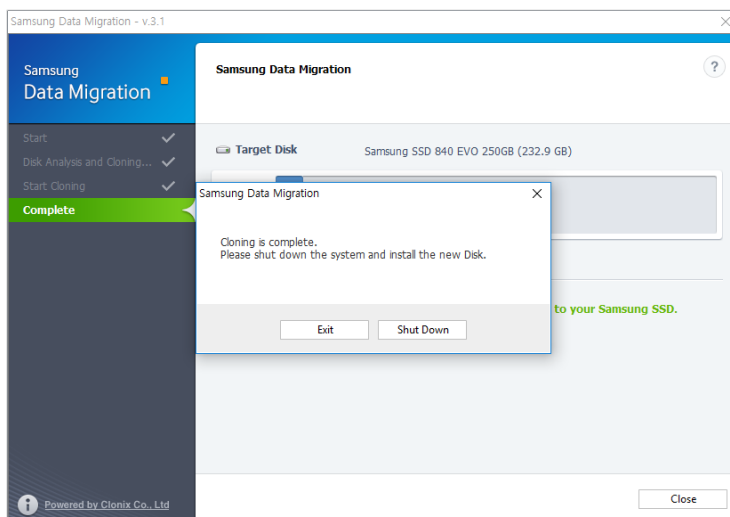 Samsung Data Migration - v.3.1
Samsung
Data Migration
Start
Disk Analysis and Cloning...
Start Cloning
Complete
Samsung Data Migration
?
Target Disk
Samsung SSD 840 EVO 250GB (232.9 GB)
Samsung Data Migration
Cloning is complete.
Please shut down the system and install the new Disk.
Exit
Shut Down
to your Samsung SSD.
Powered by Clonix Co., Ltd
Close